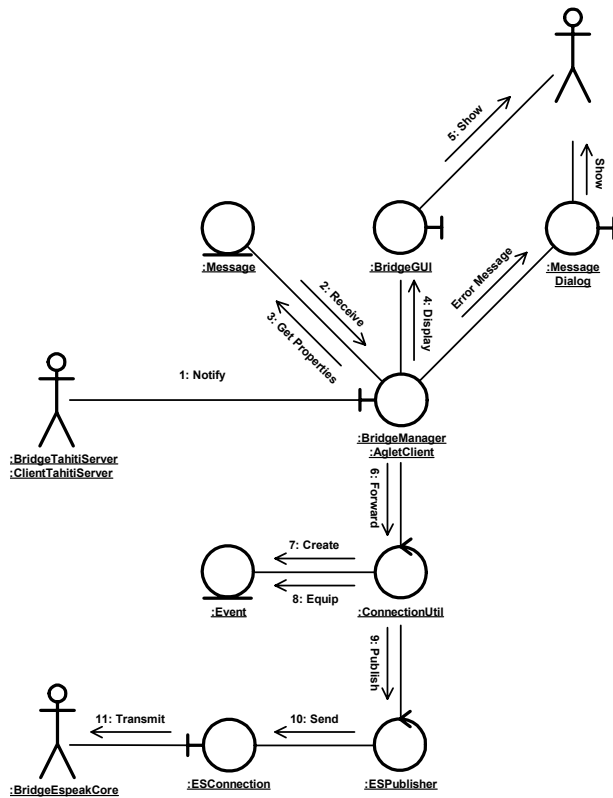 5: Show
Show
:Message
:BridgeGUI
:Message
Dialog
2: Receive
3: Get Properties
4: Display
Error Message
1: Notify
:BridgeTahitiServer
:ClientTahitiServer
:BridgeManager
:AgletClient
6: Forward
7: Create
8: Equip
:Event
:ConnectionUtil
9: Publish
11: Transmit
10: Send
:BridgeEspeakCore
:ESConnection
:ESPublisher